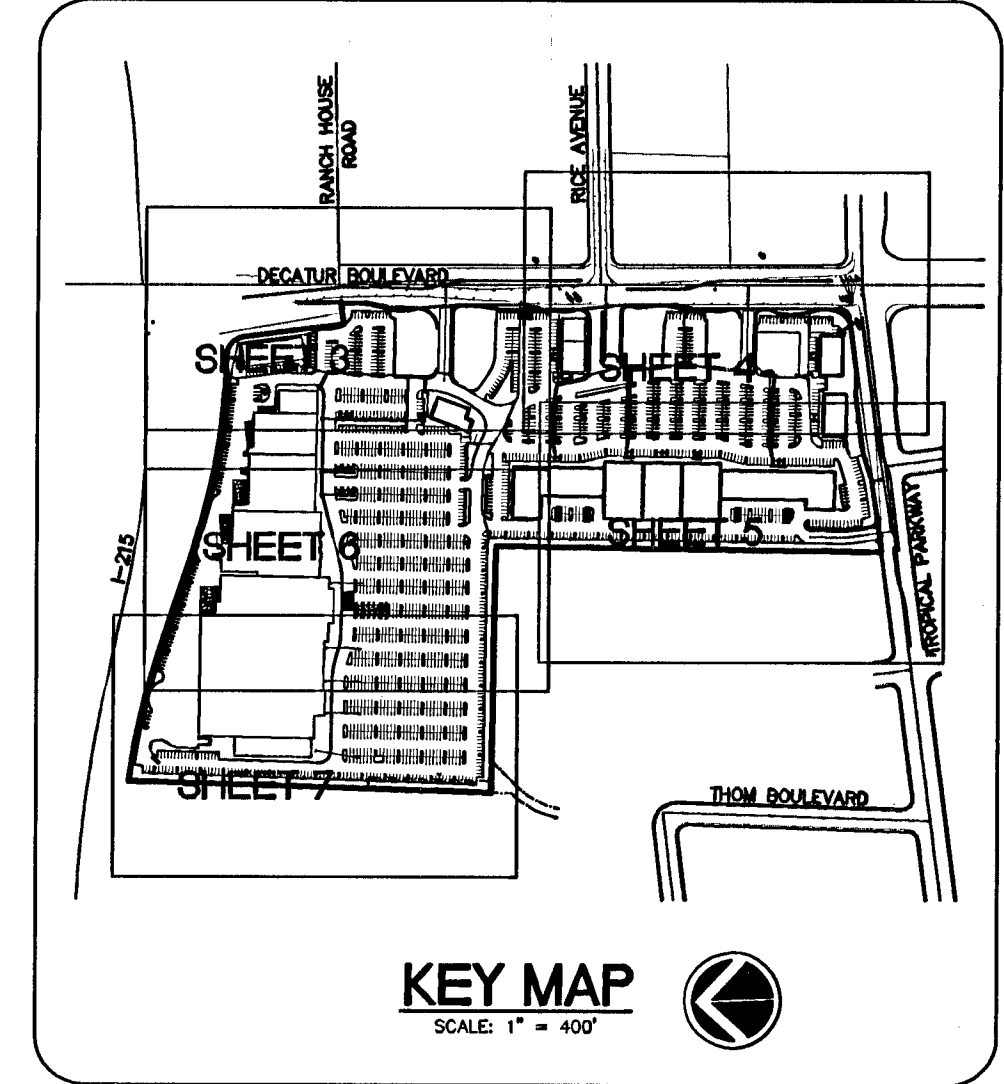 RANCH HOUSE
ROAD
RICE AVENUE
DECATUR BOULEVARD
SHEET 3
SHEET 4
I-215
SHEET 6
SHEET 5
TROPICAL PARKWAY
SHEET 7
THOM BOULEVARD
KEY MAP
SCALE: 1" = 400'